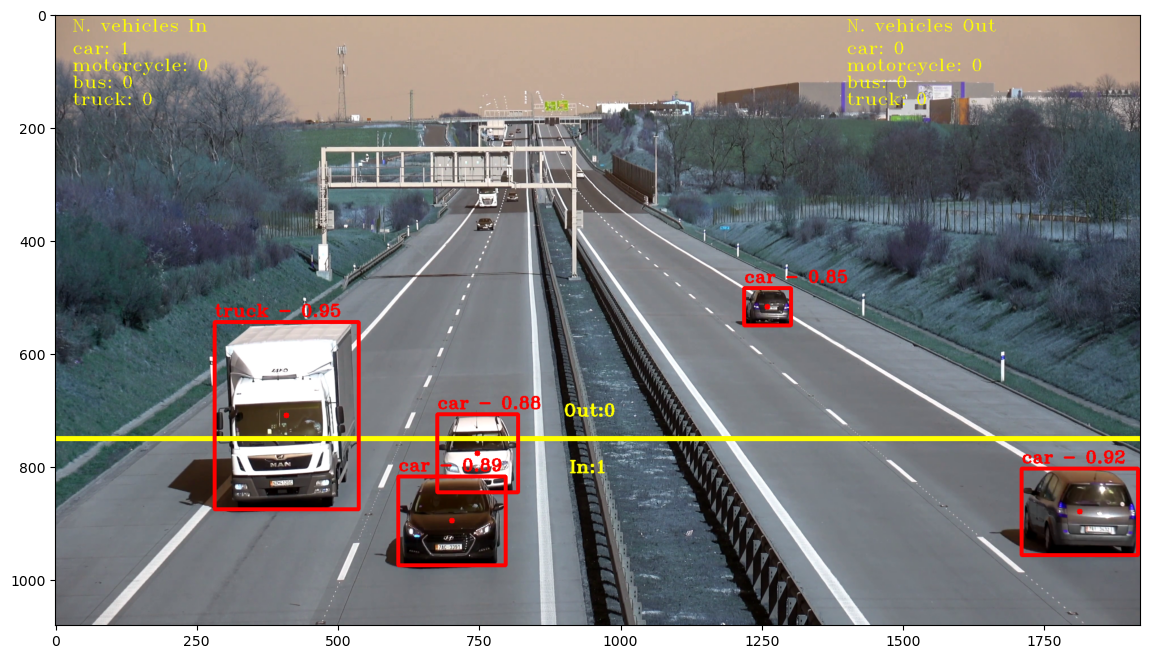 N. vehicles In
car: 1
motorcycle: 0
bus: 0
truck: 0
N. vehicles Out
car: 0
motorcycle: 0
bus: 0
truck: 0
car - 0.85
truck - 0.95
car - 0.88
Out:0
car - 0.92
car - 0.89
In:1
MAN
0
200
400
600
800
1000
0
250
500
750
1000
1250
1500
1750